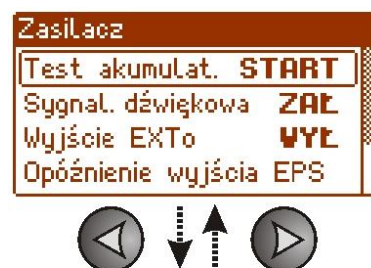 Zasilacz
Test akumulat. START
Sygnal. dźwiękowa ZAŁ
Wyjście EXTo WYŁ
Opóźnienie wyjścia EPS